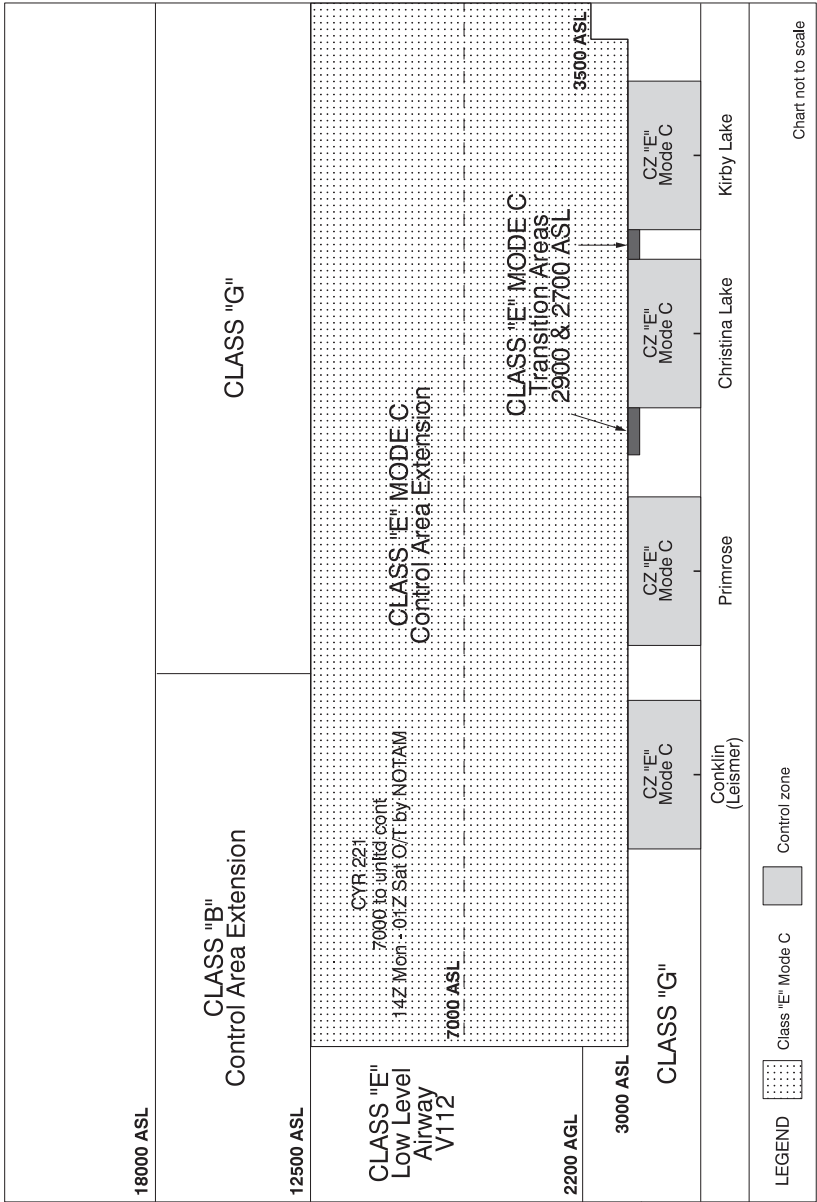 18000 ASL
CLASS "B"
Control Area Extension
CLASS "G"
12500 ASL
CLASS "E"
Low Level
Airway
V112
CYR 221
7000 to unltd cont
14Z Mon - 01Z Sat O/T by NOTAM
7000 ASL
CLASS "E" MODE C
Control Area Extension
CLASS "E" MODE C
Transition Areas
2900 & 2700 ASL
3500 ASL
2200 AGL
3000 ASL
CLASS "G"
CZ "E"
Mode C
CZ "E"
Mode C
CZ "E"
Mode C
CZ "E"
Mode C
Conklin
(Leismer)
Primrose
Christina Lake
Kirby Lake
LEGEND
Class "E" Mode C
Control zone
Chart not to scale